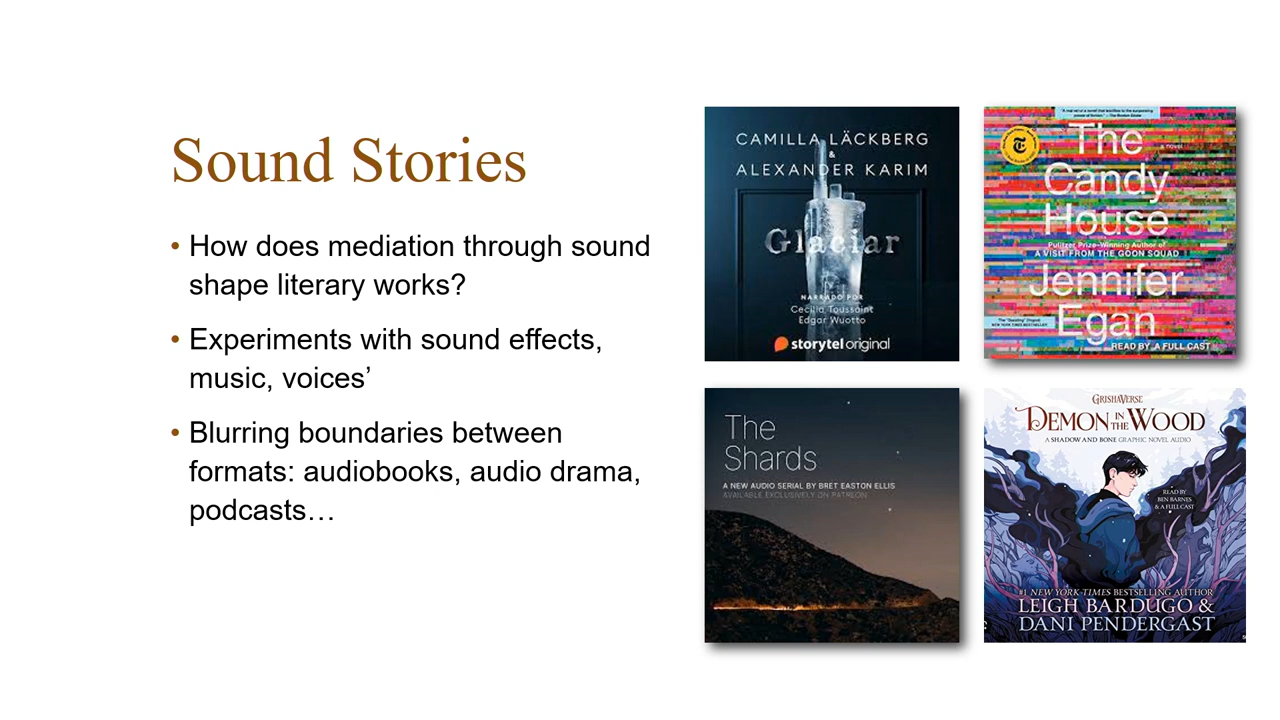 Sound Stories
• How does mediation through sound
shape literary works?
• Experiments with sound effects,
music, voices’
• Blurring boundaries between
formats: audiobooks, audio drama,
podcasts…
CAMILLA LÄCKBERG
&
ALEXANDER KARIM
Glaciar
NARRADO POR
Cecilia Toussaint
Edgar Wuotto
storytel original
The
a novel
Candy
House
Pulitzer Prize–Winning Author of
A VISIT FROM THE GOON SQUAD
Jennifer
Egan
READ BY A FULL CAST
The
Shards
A NEW AUDIO SERIAL BY BRET EASTON ELLIS
AVAILABLE EXCLUSIVELY ON PATREON
GRISHAVERSE
DEMON IN THE WOOD
A SHADOW AND BONE GRAPHIC NOVEL AUDIO
READ BY
BEN BARNES
& A FULL CAST
#1 NEW YORK TIMES BESTSELLING AUTHOR
LEIGH BARDUGO &
DANI PENDERGAST